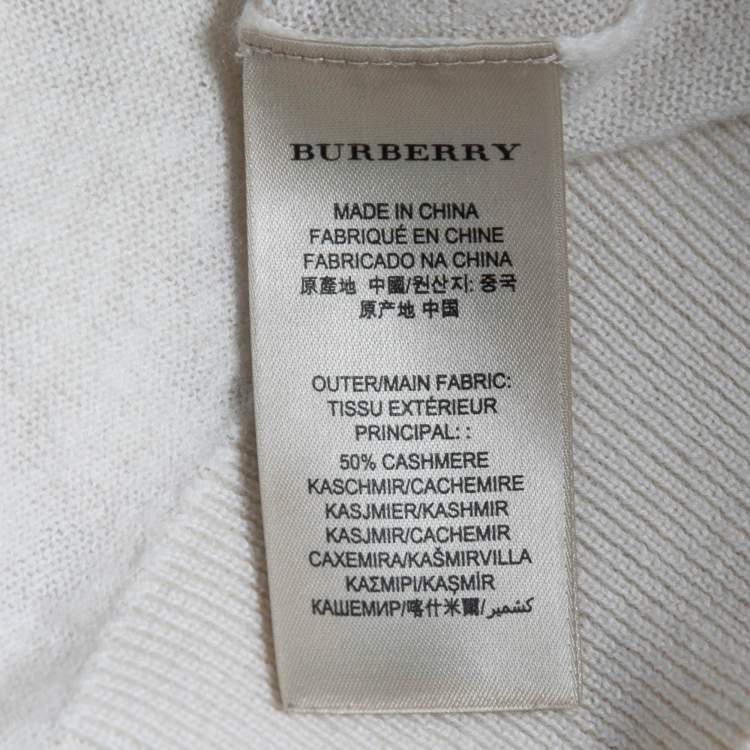 BURBERRY
MADE IN CHINA
FABRIQUÉ EN CHINE
FABRICADO NA CHINA
原產地 中國/원산지: 중국
原产地 中国
OUTER/MAIN FABRIC:
TISSU EXTÉRIEUR
PRINCIPAL: :
50% CASHMERE
KASCHMIR/CACHEMIRE
KASJMIER/KASHMIR
KASJMIR/CACHEMIR
CAXEMIRA/KAŠMIRVILLA
ΚΑΣΜΙΡΙ/KAŞMİR
КАШЕМИР/喀什米爾/كشمير